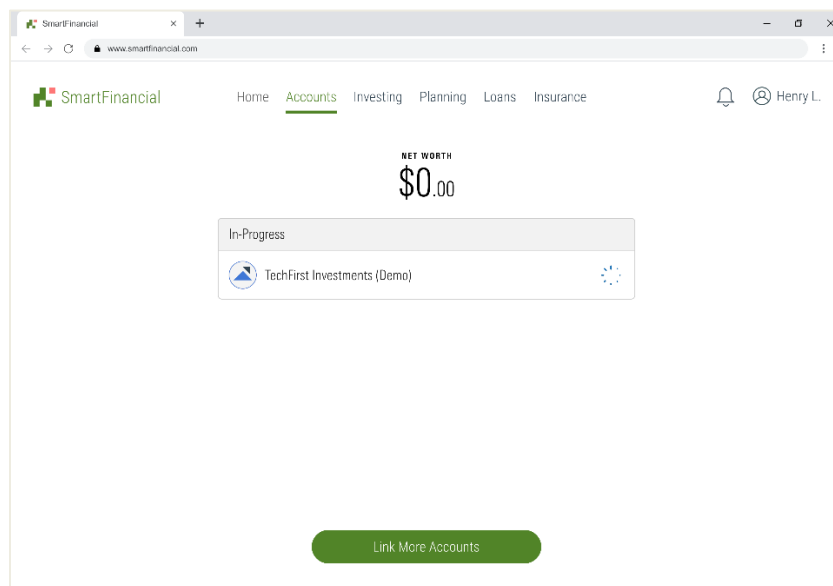 SmartFinancial
www.smartfinancial.com
SmartFinancial Home Accounts Investing Planning Loans Insurance Henry L.
NET WORTH
$0.00
In-Progress
TechFirst Investments (Demo)
Link More Accounts